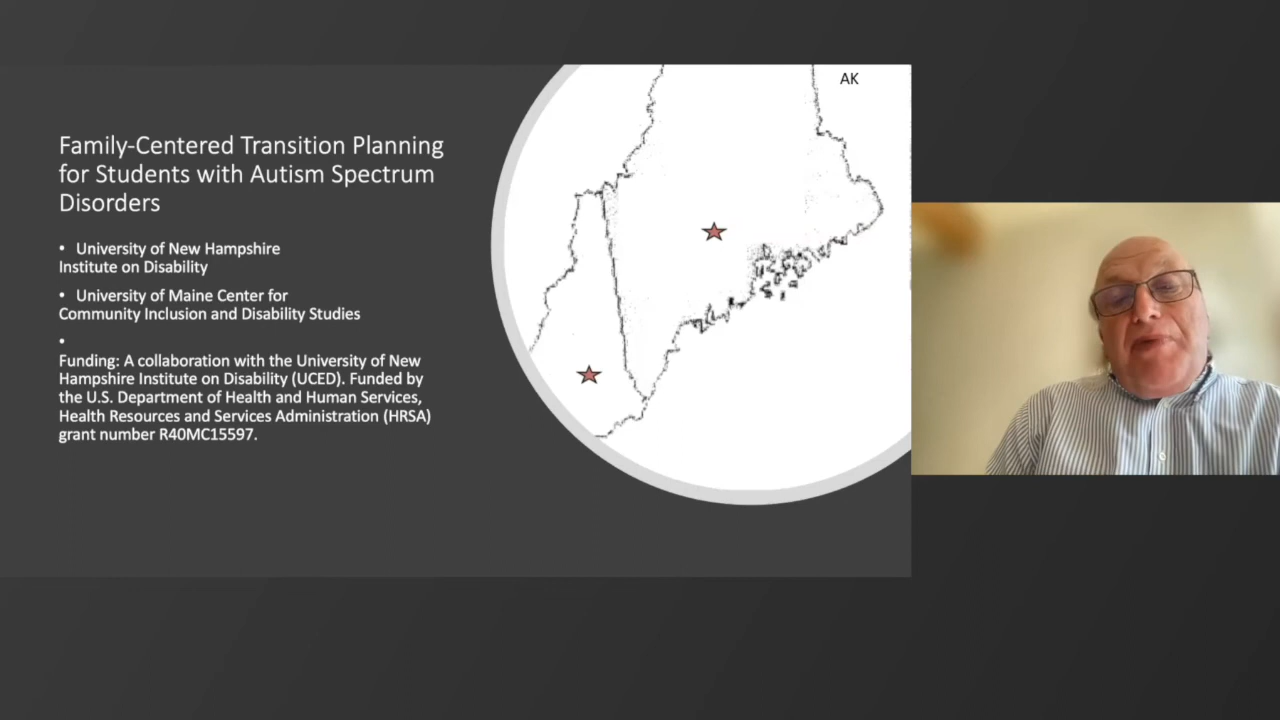 Family-Centered Transition Planning
for Students with Autism Spectrum
Disorders
• University of New Hampshire
Institute on Disability
• University of Maine Center for
Community Inclusion and Disability Studies
•
Funding: A collaboration with the University of New
Hampshire Institute on Disability (UCED). Funded by
the U.S. Department of Health and Human Services,
Health Resources and Services Administration (HRSA)
grant number R40MC15597.
AK